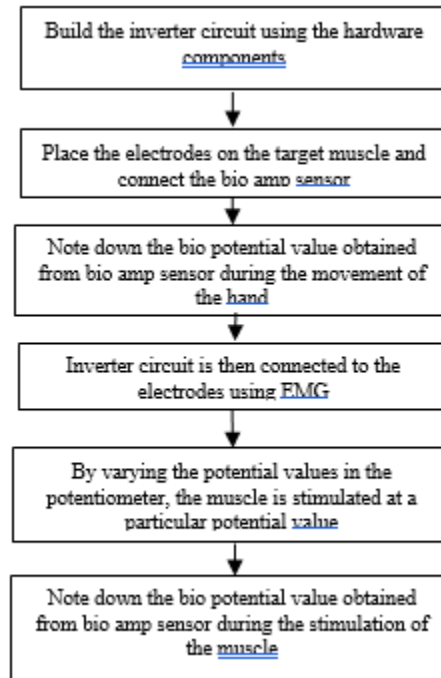 Build the inverter circuit using the hardware
components
Place the electrodes on the target muscle and
connect the bio amp sensor
Note down the bio potential value obtained
from bio amp sensor during the movement of
the hand
Inverter circuit is then connected to the
electrodes using EMG
By varying the potential values in the
potentiometer, the muscle is stimulated at a
particular potential value
Note down the bio potential value obtained
from bio amp sensor during the stimulation of
the muscle